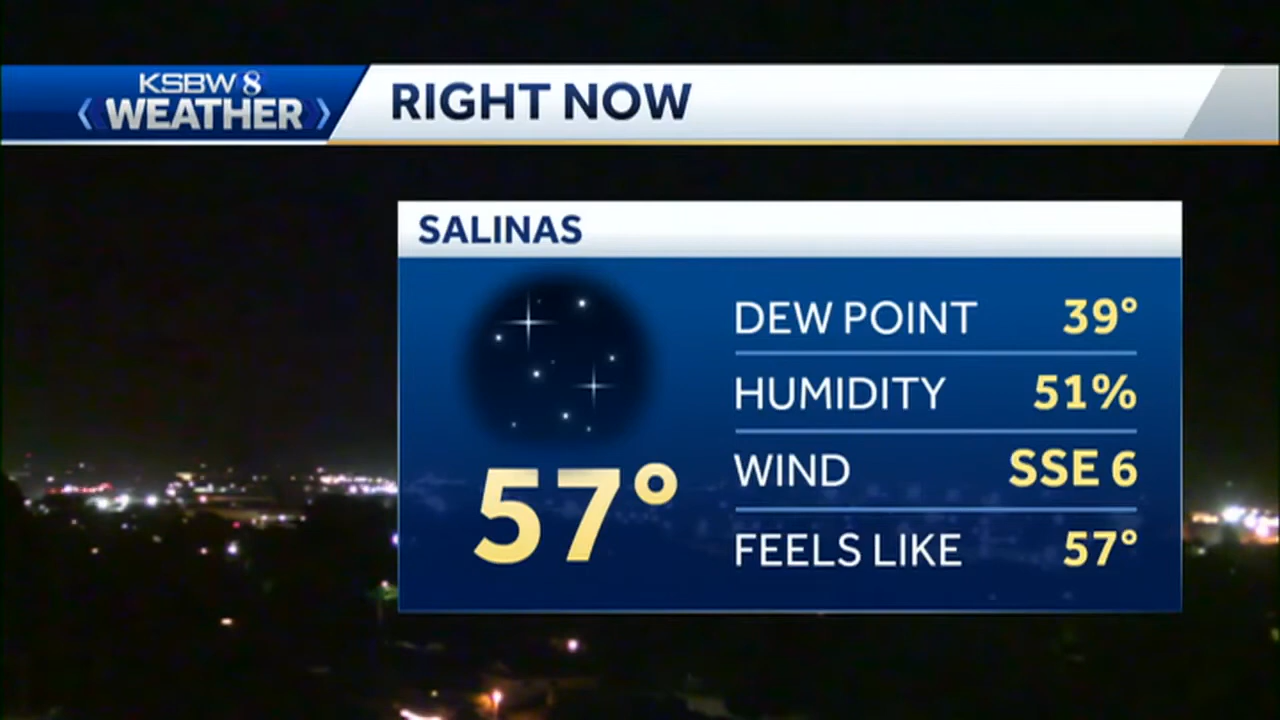 KSBW 8
WEATHER
RIGHT NOW
SALINAS
57°
DEW POINT 39°
HUMIDITY 51%
WIND SSE 6
FEELS LIKE 57°